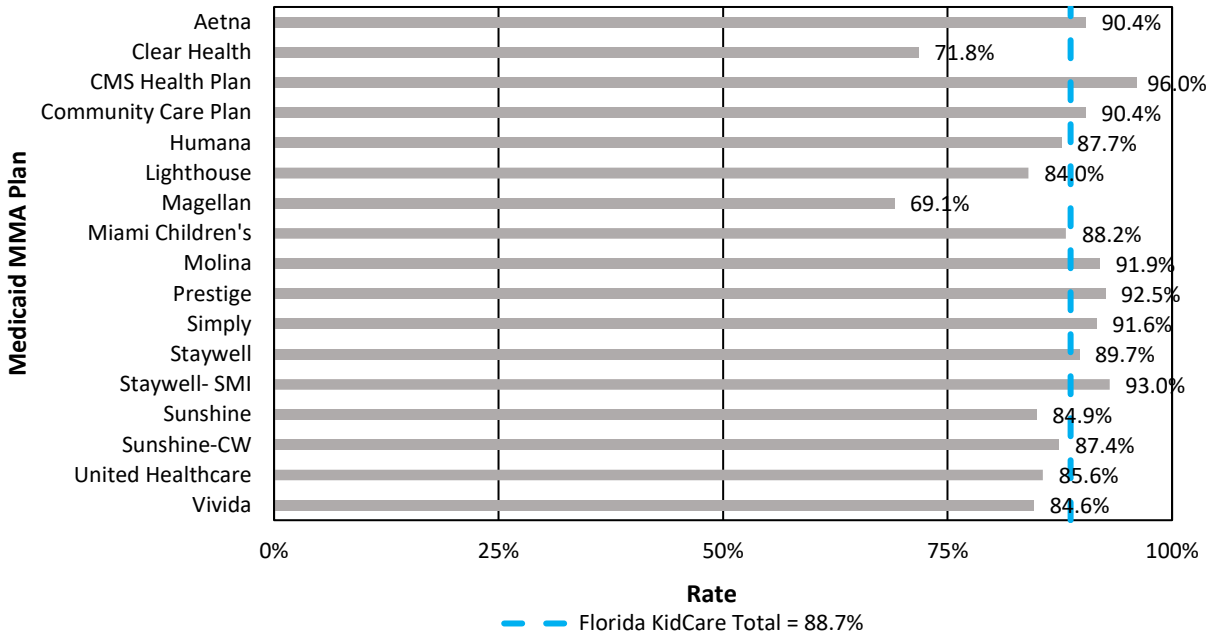 Medicaid MMA Plan
Aetna 90.4%
Clear Health 71.8%
CMS Health Plan 96.0%
Community Care Plan 90.4%
Humana 87.7%
Lighthouse 84.0%
Magellan 69.1%
Miami Children's 88.2%
Molina 91.9%
Prestige 92.5%
Simply 91.6%
Staywell 89.7%
Staywell- SMI 93.0%
Sunshine 84.9%
Sunshine-CW 87.4%
United Healthcare 85.6%
Vivida 84.6%
0% 25% 50% 75% 100%
Rate
Florida KidCare Total = 88.7%